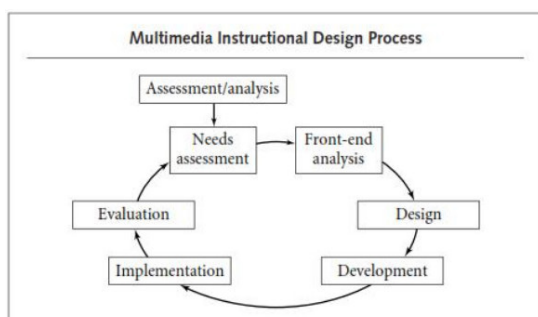 Multimedia Instructional Design Process
Assessment/analysis
Needs
assessment
Front-end
analysis
Evaluation
Design
Implementation
Development